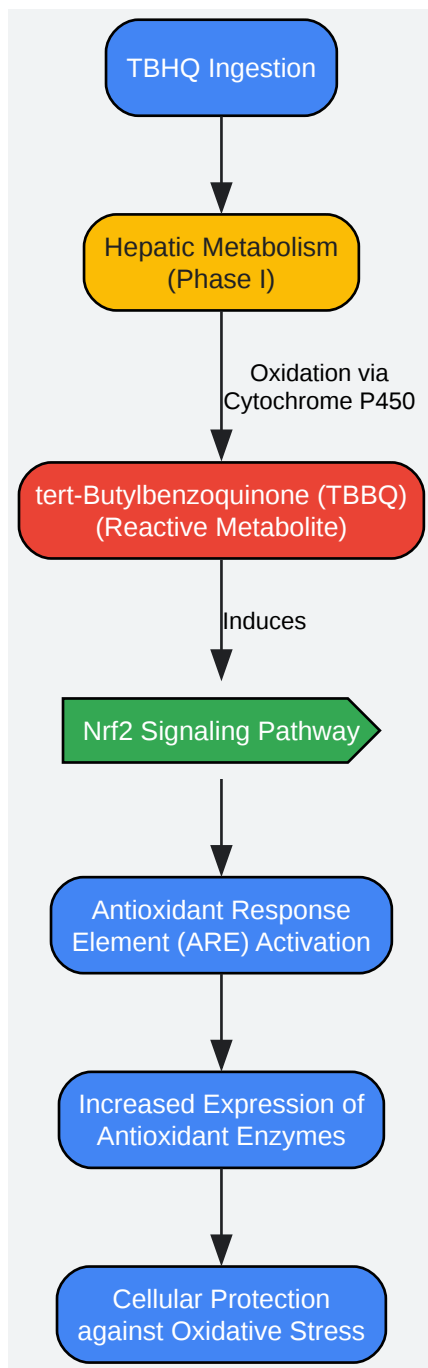 TBHQ Ingestion
Hepatic Metabolism
(Phase I)
Oxidation via
Cytochrome P450
tert-Butylbenzoquinone (TBBQ)
(Reactive Metabolite)
Induces
Nrf2 Signaling Pathway
Antioxidant Response
Element (ARE) Activation
Increased Expression of
Antioxidant Enzymes
Cellular Protection
against Oxidative Stress